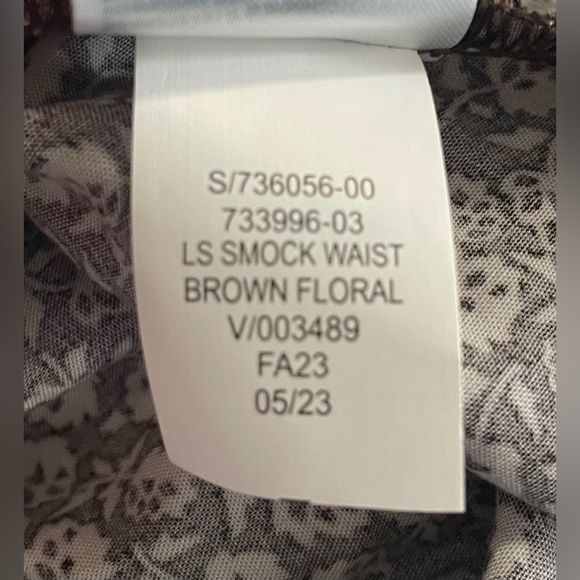 S/736056-00
733996-03
LS SMOCK WAIST
BROWN FLORAL
V/003489
FA23
05/23